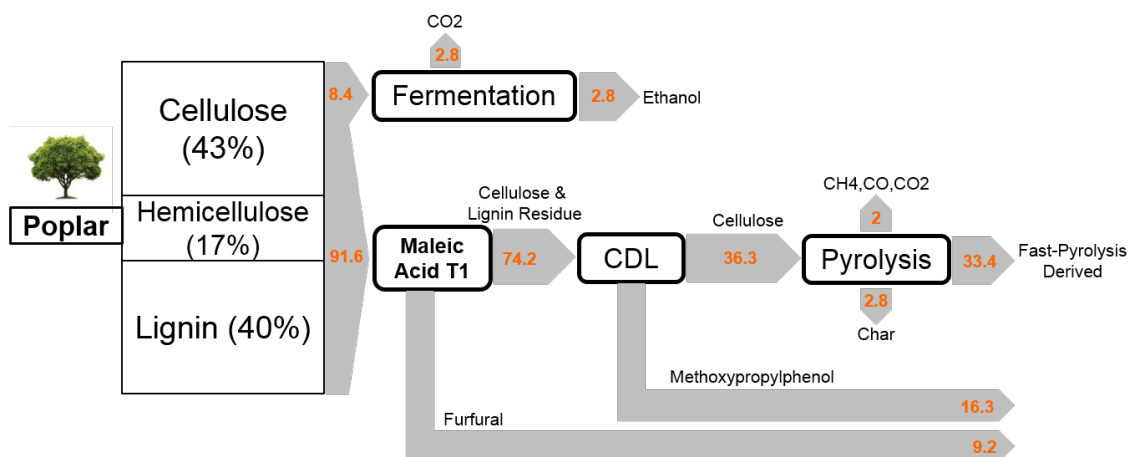 CO2
2.8
8.4
Fermentation
2.8
Ethanol
Cellulose
(43%)
Poplar
Hemicellulose
(17%)
Lignin (40%)
91.6
Maleic
Acid T1
Cellulose &
Lignin Residue
74.2
CDL
Cellulose
36.3
CH4,CO,CO2
2
Pyrolysis
33.4
Fast-Pyrolysis
Derived
2.8
Char
Methoxypropylphenol
16.3
Furfural
9.2